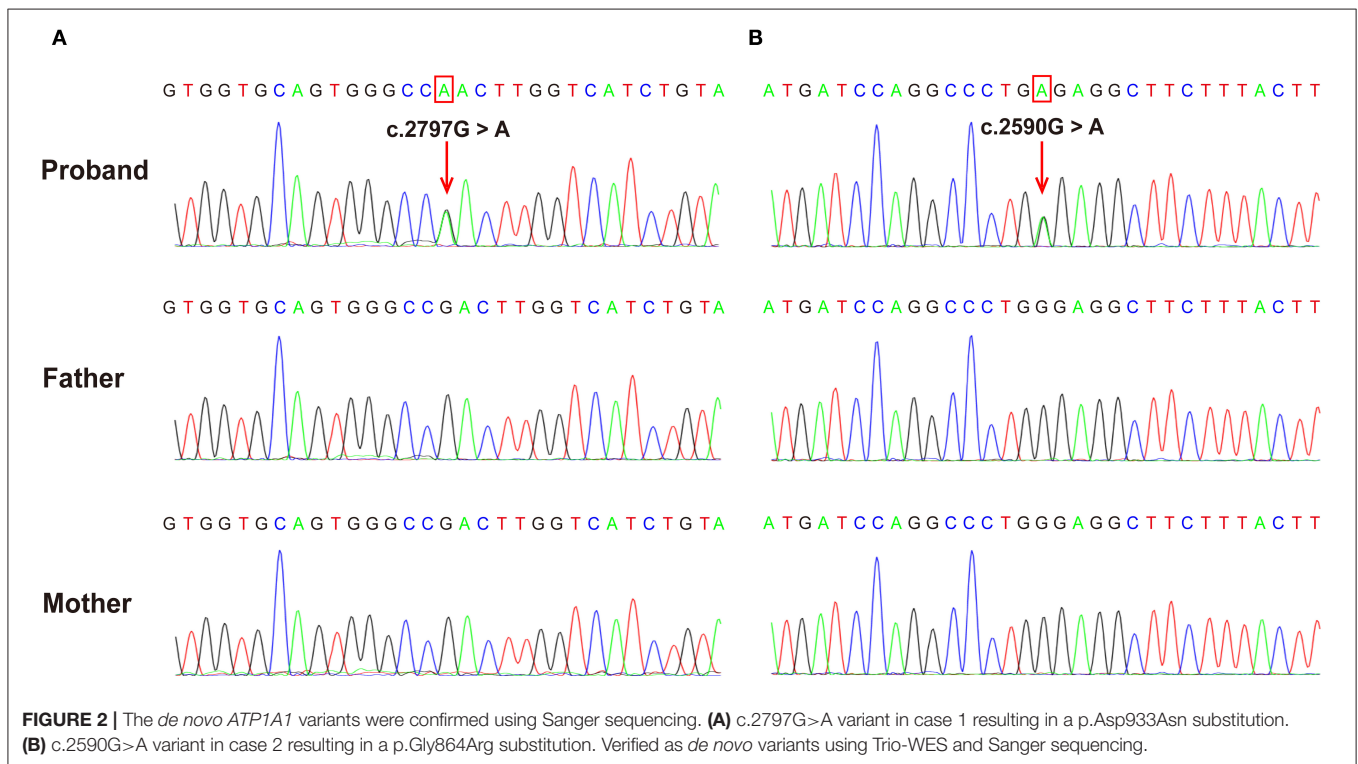 A B
G T G G T G C A G T G G G C C A A C T T G G T C A T C T G T A A T G A T C C A G G C C C T G A G A G G C T T C T T T A C T T
c.2797G > A c.2590G > A
Proband
G T G G T G C A G T G G G C C G A C T T G G T C A T C T G T A A T G A T C C A G G C C C T G G G A G G C T T C T T T A C T T
Father
G T G G T G C A G T G G G C C G A C T T G G T C A T C T G T A A T G A T C C A G G C C C T G G G A G G C T T C T T T A C T T
Mother
FIGURE 2 | The de novo ATP1A1 variants were confirmed using Sanger sequencing. (A) c.2797G>A variant in case 1 resulting in a p.Asp933Asn substitution.
(B) c.2590G>A variant in case 2 resulting in a p.Gly864Arg substitution. Verified as de novo variants using Trio-WES and Sanger sequencing.